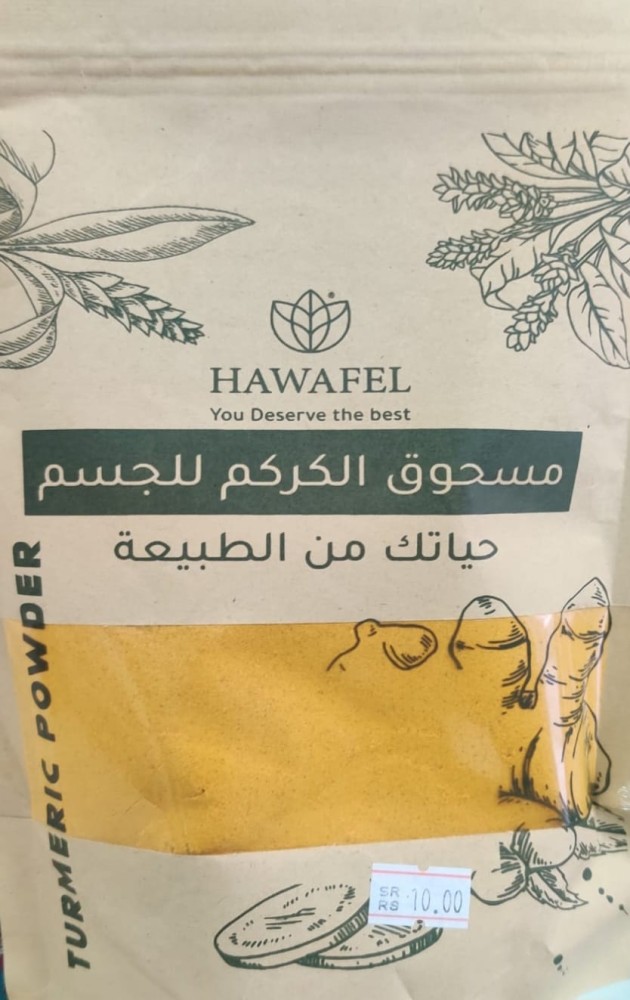 ®
HAWAFEL
You Deserve the best
مسحوق الكركم للجسم
حياتك من الطبيعة
TURMERIC POWDER
SR 10.00
RS